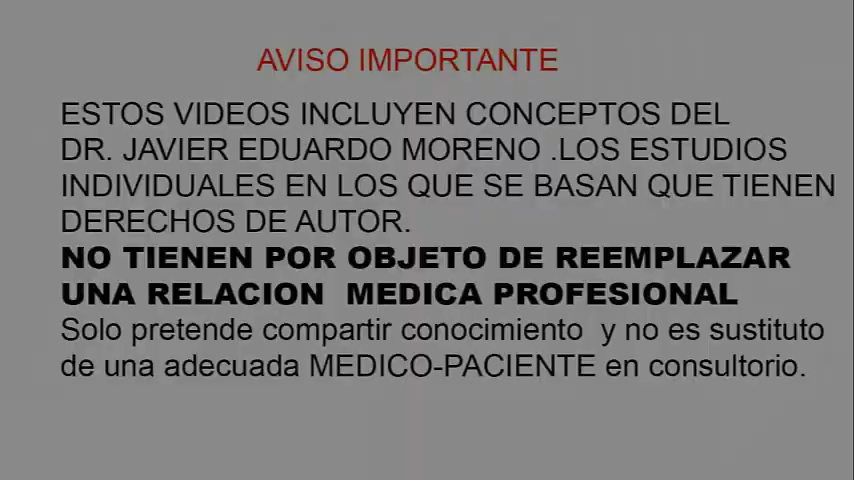 AVISO IMPORTANTE
ESTOS VIDEOS INCLUYEN CONCEPTOS DEL
DR. JAVIER EDUARDO MORENO .LOS ESTUDIOS
INDIVIDUALES EN LOS QUE SE BASAN QUE TIENEN
DERECHOS DE AUTOR.
NO TIENEN POR OBJETO DE REEMPLAZAR
UNA RELACION  MEDICA PROFESIONAL
Solo pretende compartir conocimiento  y no es sustituto
de una adecuada MEDICO-PACIENTE en consultorio.